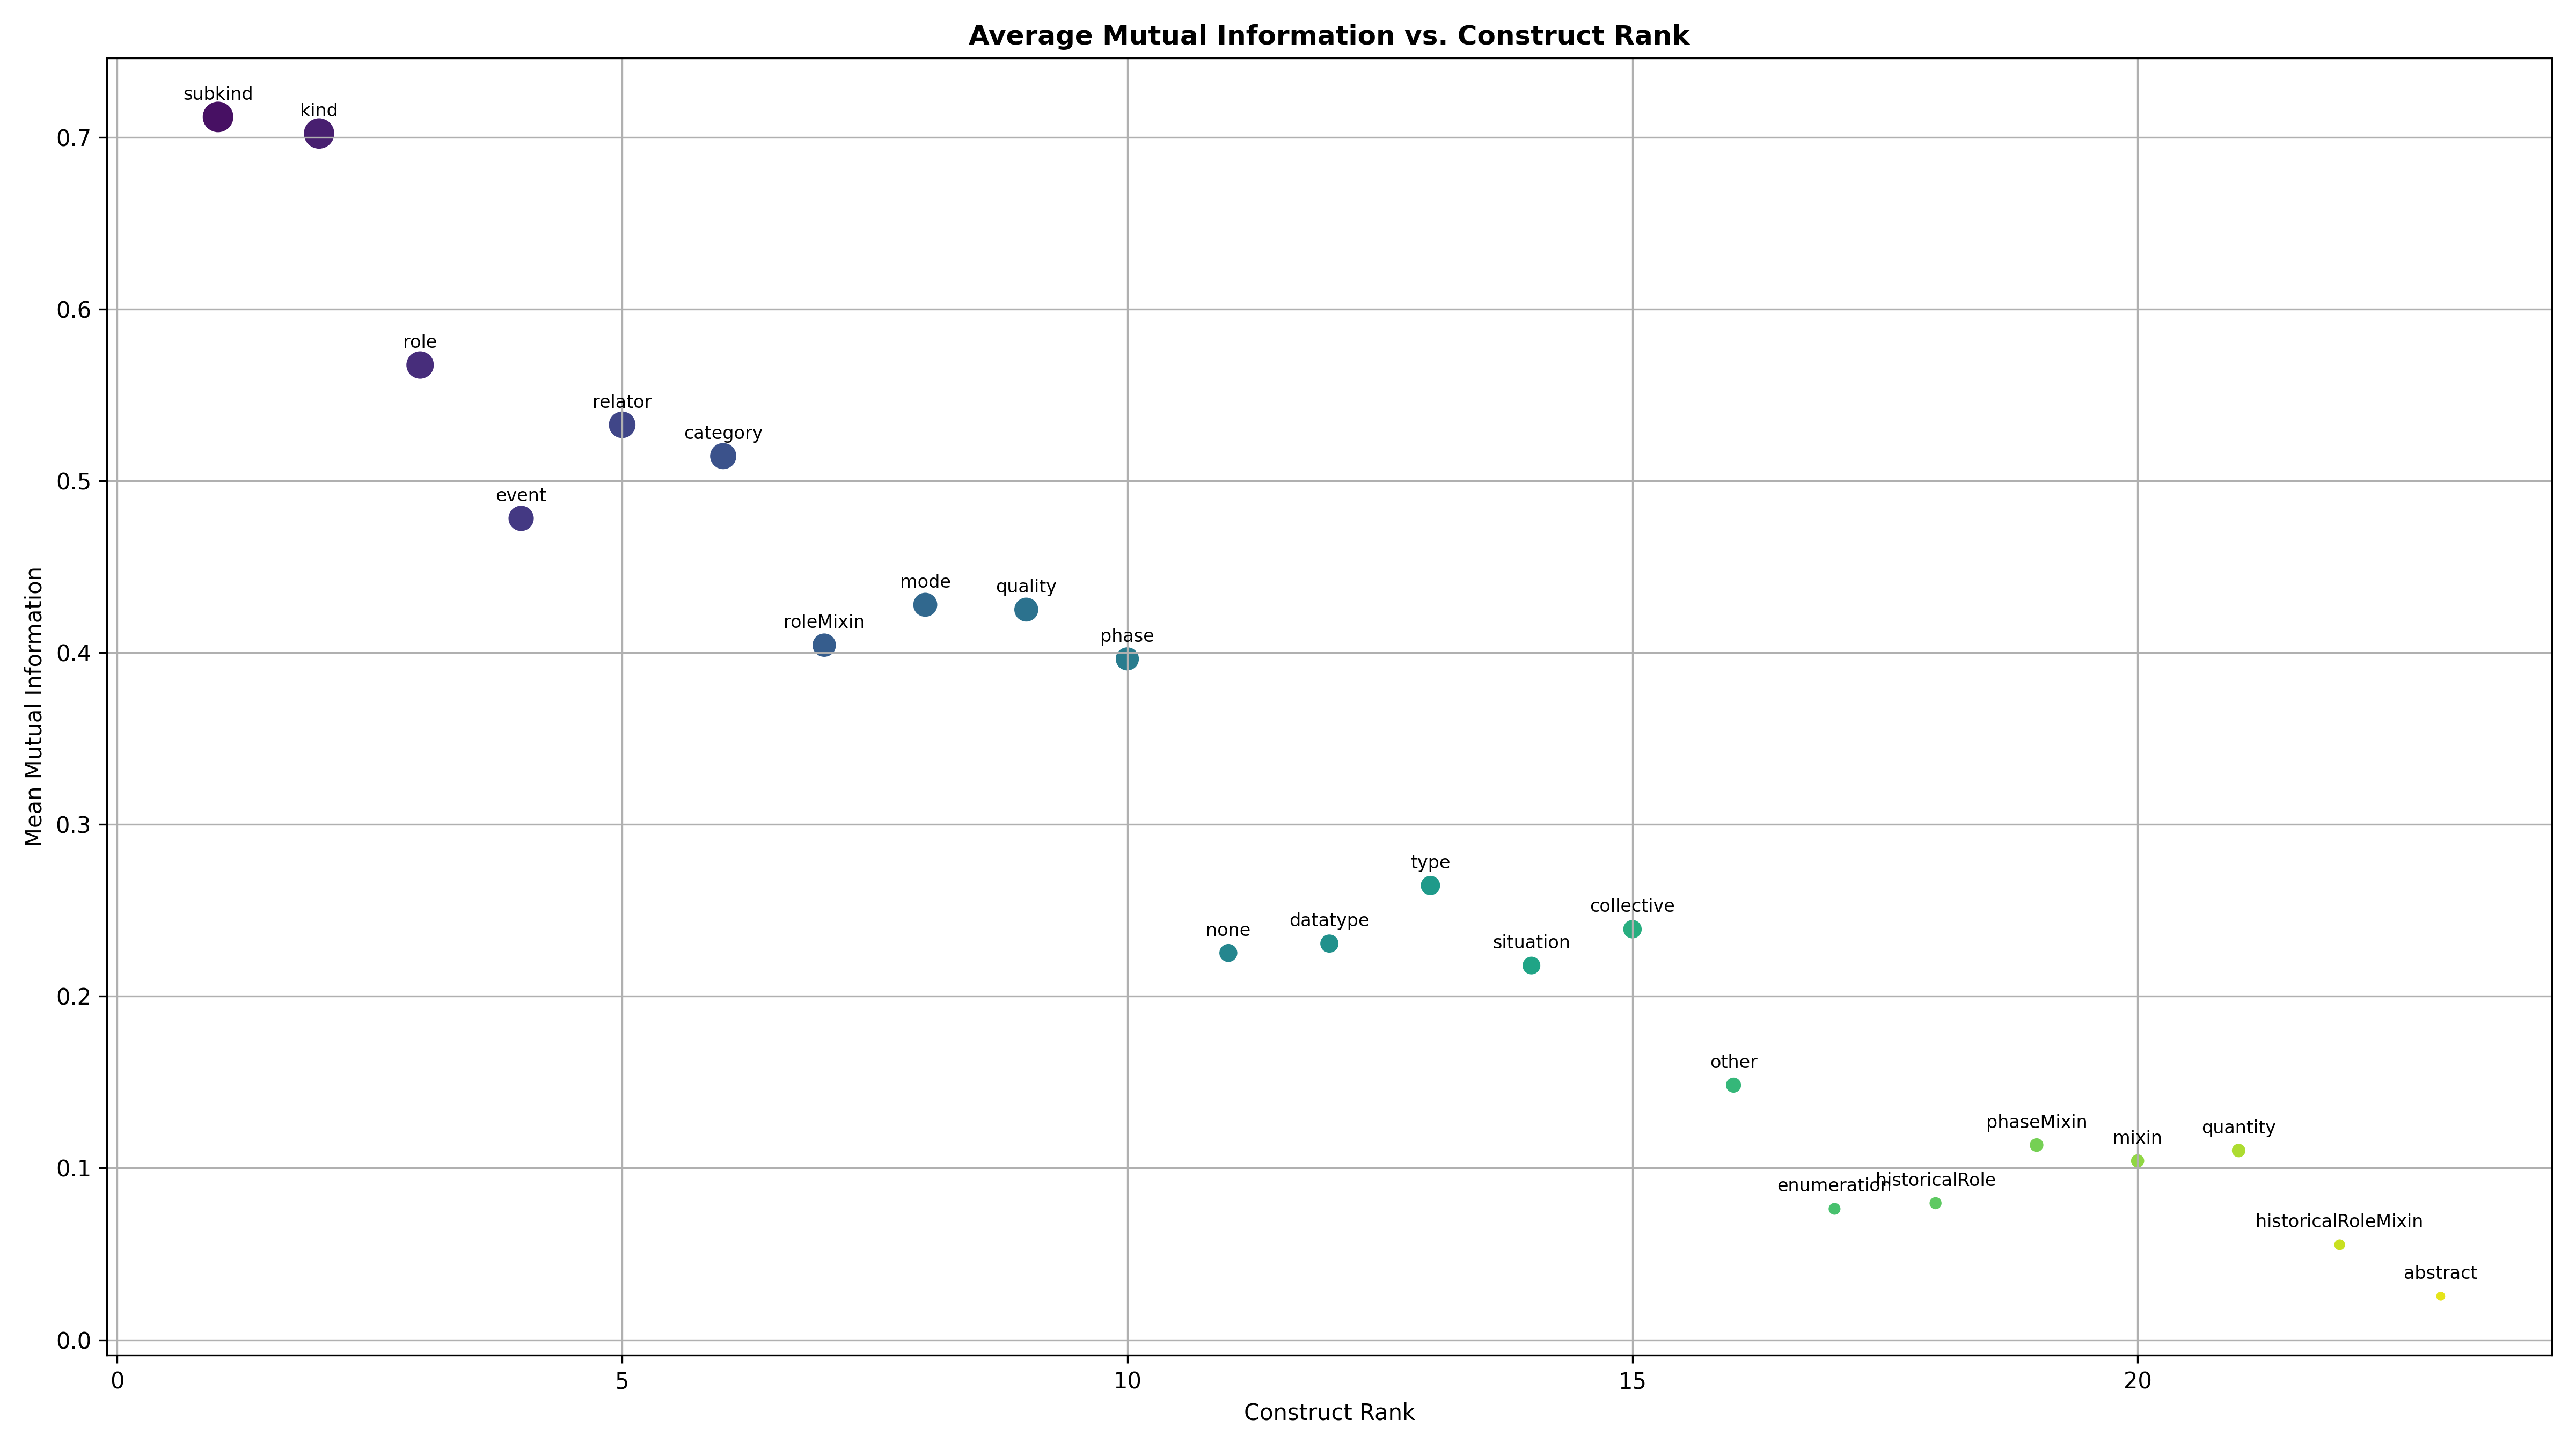 Average Mutual Information vs. Construct Rank
subkind
kind
role
relator
category
event
mode
quality
roleMixin
phase
type
collective
none
datatype
situation
other
phaseMixin
mixin
quantity
enumeration
historicalRole
historicalRoleMixin
abstract
Mean Mutual Information
0.7
0.6
0.5
0.4
0.3
0.2
0.1
0.0
0 5 10 15 20
Construct Rank